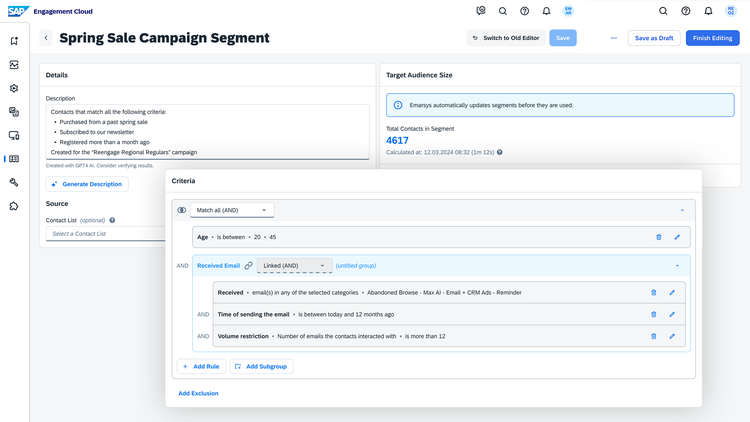 SAP Engagement Cloud
EM
AR
RE
O2
Spring Sale Campaign Segment
Switch to Old Editor
Save
...
Save as Draft
Finish Editing
Details
Description
Contacts that match all the following criteria:
• Purchased from a past spring sale
• Subscribed to our newsletter
• Registered more than a month ago
Created for the "Reengage Regional Regulars" campaign
Created with GPT4 AI. Consider verifying results.
Generate Description
Source
Contact List (optional)
Select a Contact List
Target Audience Size
Emarsys automatically updates segments before they are used.
Total Contacts in Segment
4617
Calculated at: 12.03.2024 08:32 (1m 12s)
Criteria
Match all (AND)
Age • is between • 20 • 45
AND
Received Email
Linked (AND)
(untitled group)
Received • email(s) in any of the selected categories • Abandoned Browse - Max AI - Email + CRM Ads - Reminder
AND Time of sending the email • is between today and 12 months ago
AND Volume restriction • Number of emails the contacts interacted with • is more than 12
+ Add Rule
Add Subgroup
Add Exclusion